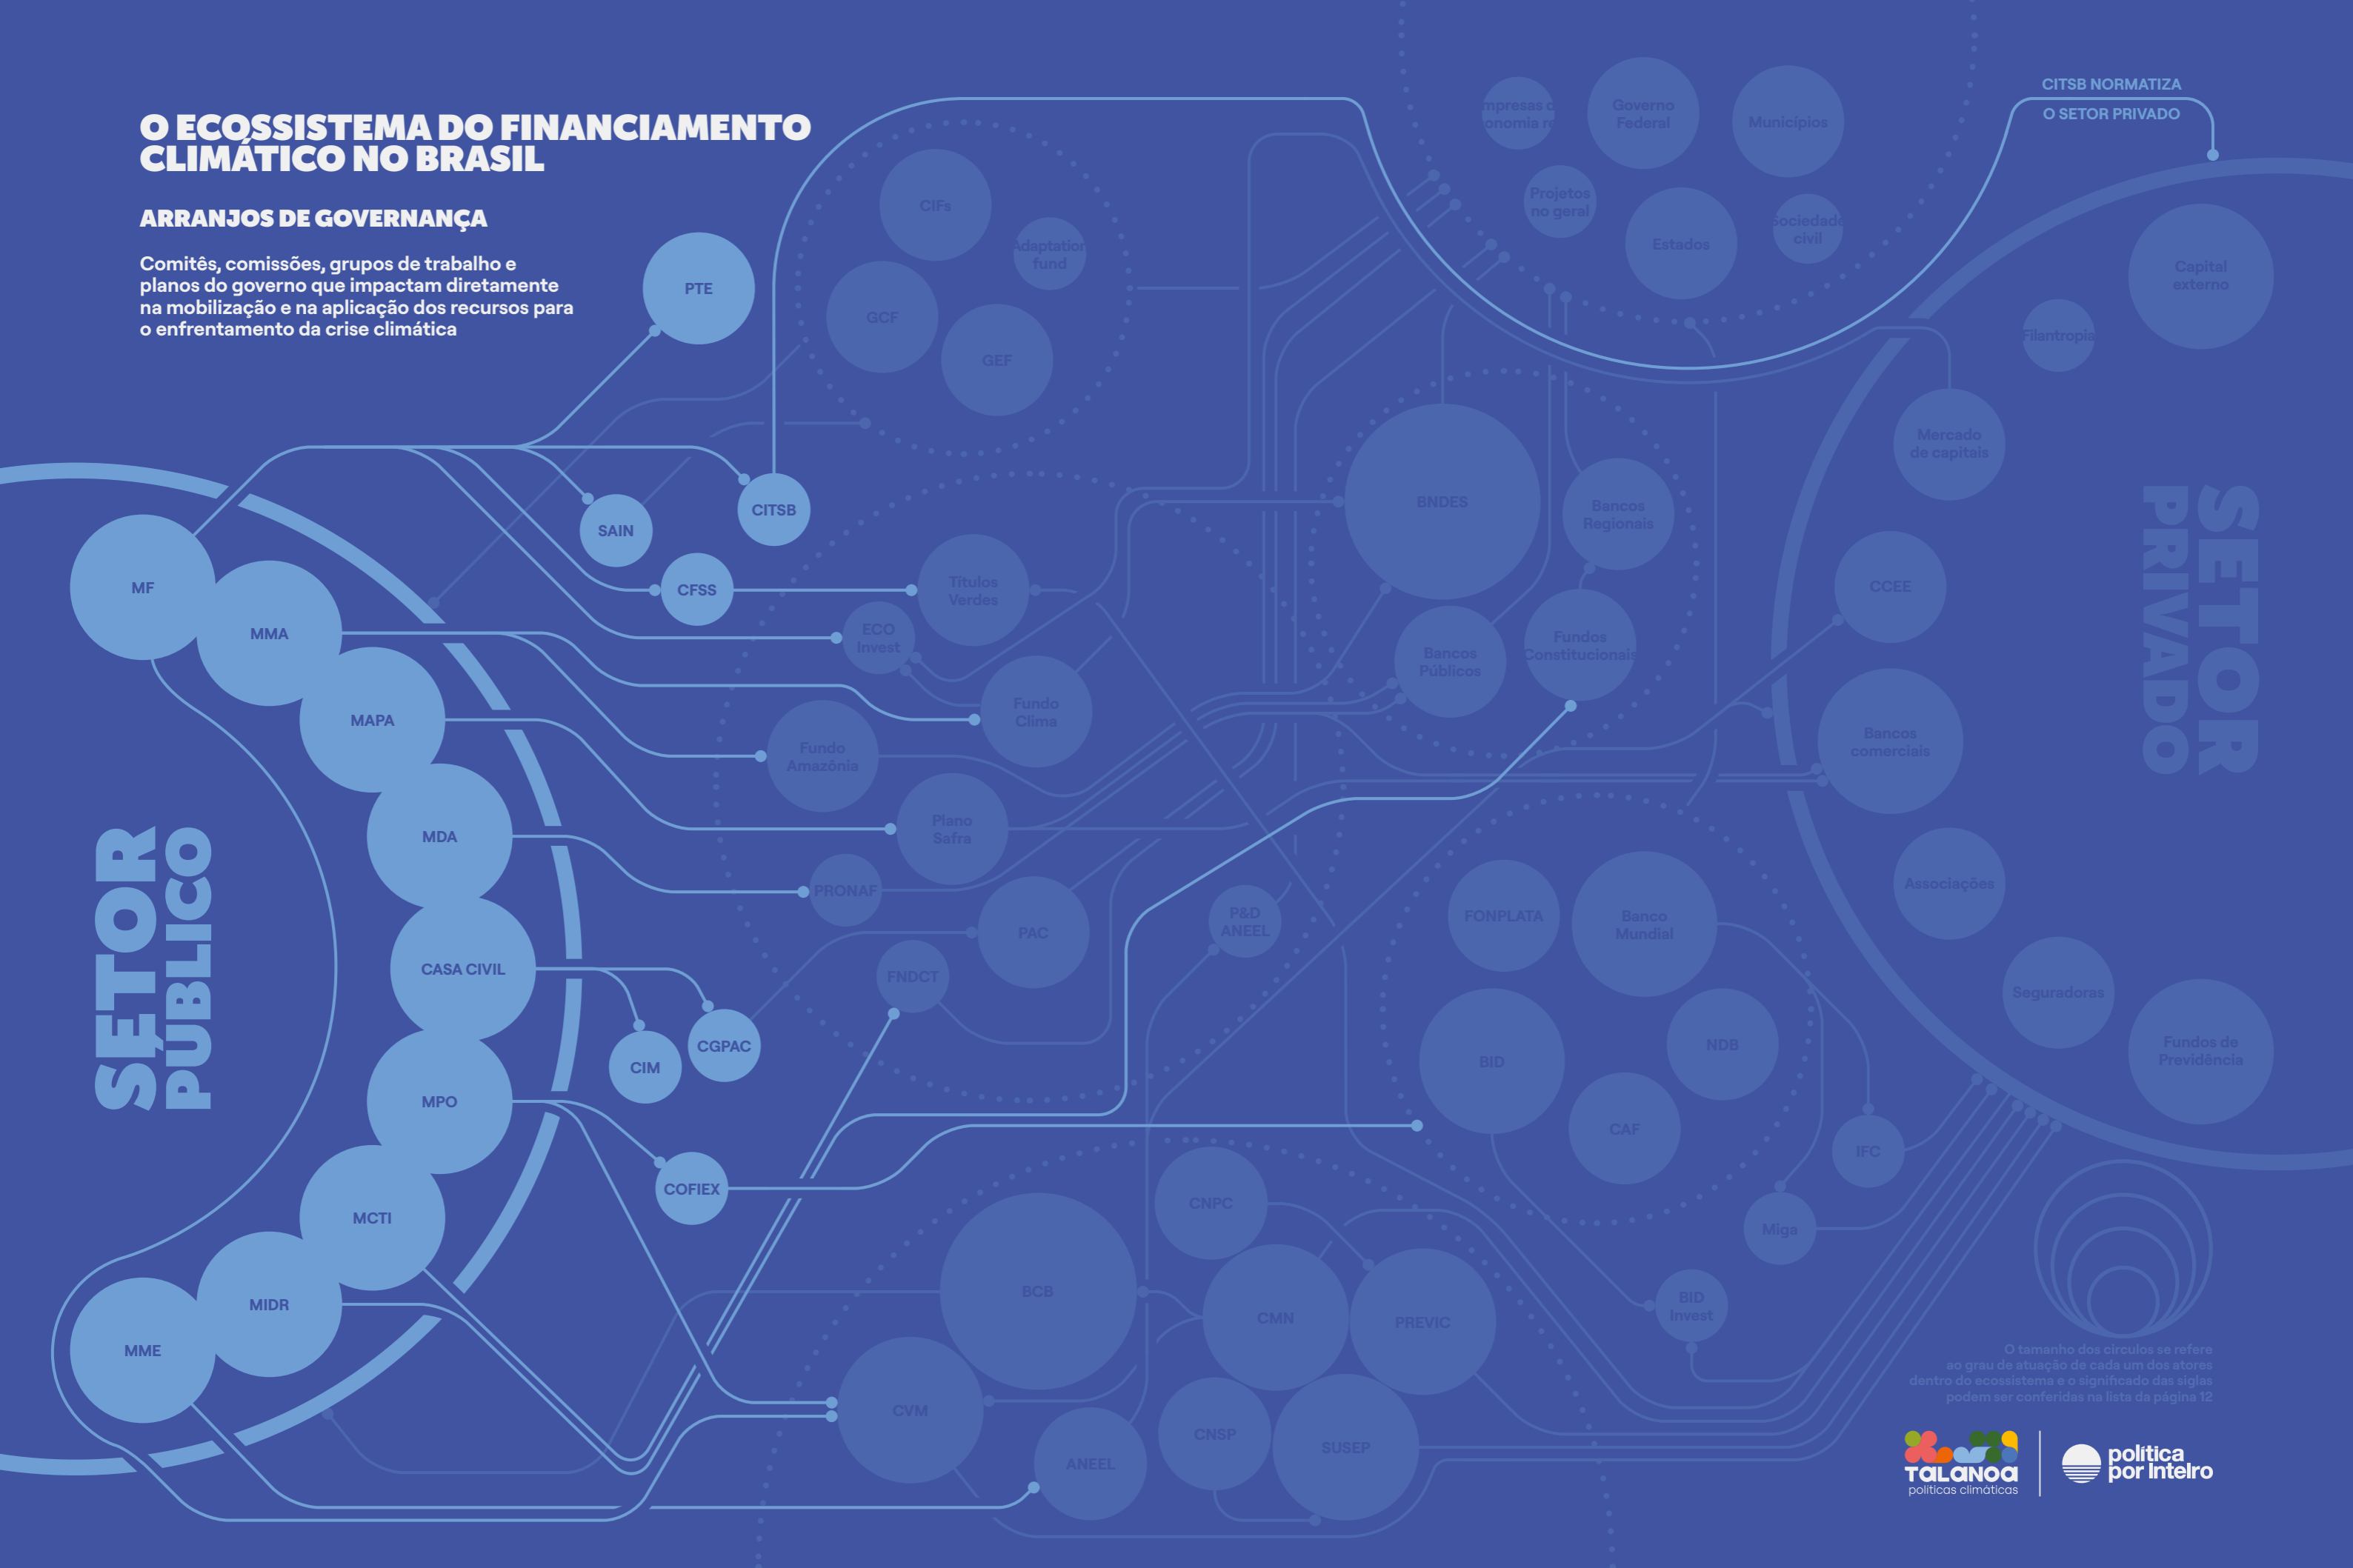 O ECOSSISTEMA DO FINANCIAMENTO
CLIMÁTICO NO BRASIL
ARRANJOS DE GOVERNANÇA
Comitês, comissões, grupos de trabalho e
planos do governo que impactam diretamente
na mobilização e na aplicação dos recursos para
o enfrentamento da crise climática
CITSB NORMATIZA
O SETOR PRIVADO
SETOR
PÚBLICO
MF
MMA
MAPA
MDA
CASA CIVIL
MPO
MCTI
MIDR
MME
PTE
SAIN
CITSB
CFSS
CIM
CGPAC
COFIEX
CIFs
Adaptation
fund
GCF
GEF
Títulos
Verdes
ECO
Invest
Fundo
Clima
Fundo
Amazônia
Plano
Safra
PRONAF
PAC
FNDCT
P&D
ANEEL
mpresas d
onomia re
Governo
Federal
Municípios
Projetos
no geral
Estados
Sociedade
civil
BNDES
Bancos
Regionais
Bancos
Públicos
Fundos
Constitucionais
FONPLATA
Banco
Mundial
BID
NDB
CAF
IFC
Miga
BID
Invest
CNPC
BCB
CMN
PREVIC
CVM
CNSP
SUSEP
ANEEL
SETOR
PRIVADO
Capital
externo
Filantropia
Mercado
de capitais
CCEE
Bancos
comerciais
Associações
Seguradoras
Fundos de
Previdência
O tamanho dos círculos se refere
ao grau de atuação de cada um dos atores
dentro do ecossistema e o significado das siglas
podem ser conferidas na lista da página 12
TALANOA
políticas climáticas
política
por inteiro